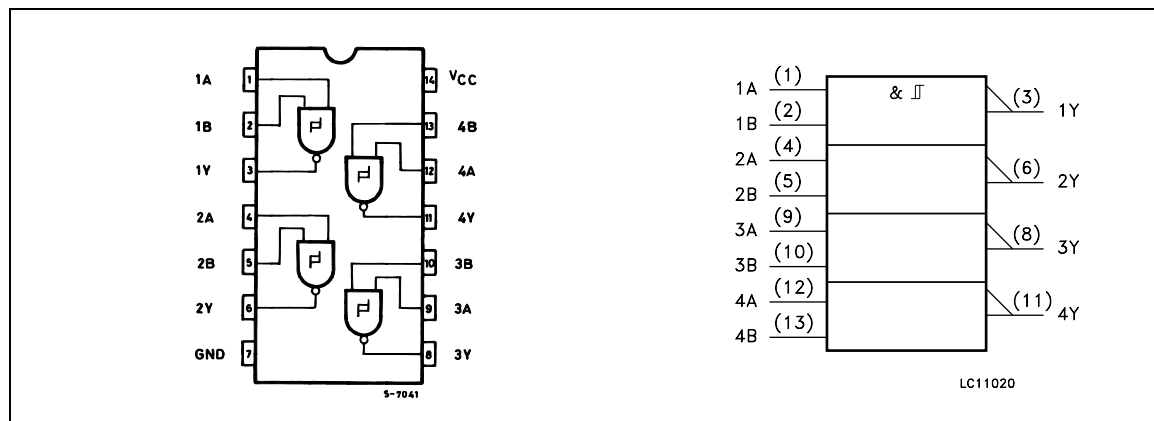 1A 1 14 VCC
1B 2 13 4B
1Y 3 12 4A
2A 4 11 4Y
2B 5 10 3B
2Y 6 9 3A
GND 7 8 3Y
S-7041
1A (1) & (3) 1Y
1B (2)
2A (4) (6) 2Y
2B (5)
3A (9) (8) 3Y
3B (10)
4A (12) (11) 4Y
4B (13)
LC11020